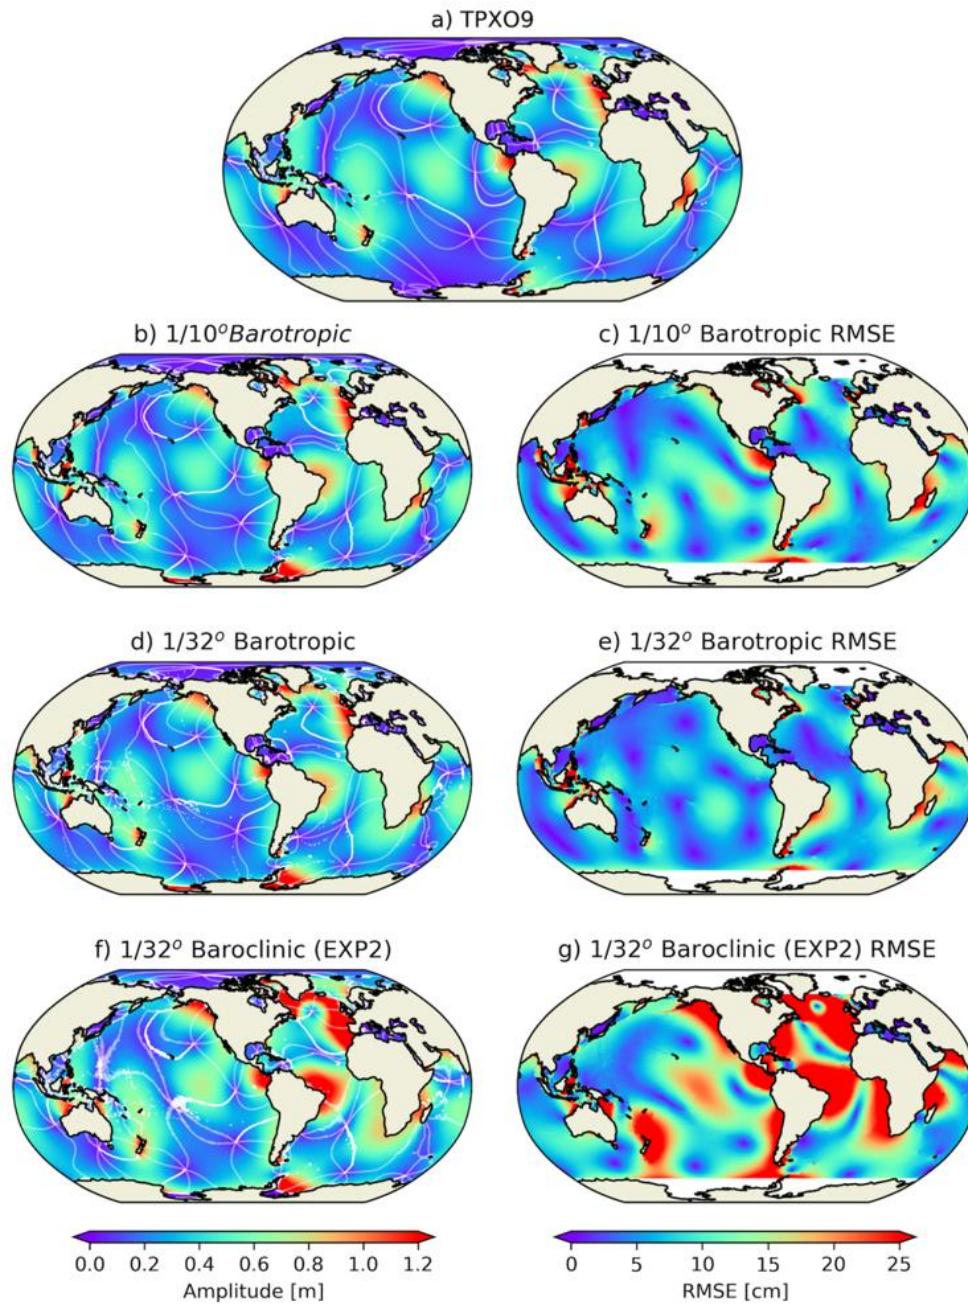 a) TPXO9
b) 1/10°Barotropic
c) 1/10° Barotropic RMSE
d) 1/32° Barotropic
e) 1/32° Barotropic RMSE
f) 1/32° Baroclinic (EXP2)
g) 1/32° Baroclinic (EXP2) RMSE
0.0 0.2 0.4 0.6 0.8 1.0 1.2
Amplitude [m]
0 5 10 15 20 25
RMSE [cm]